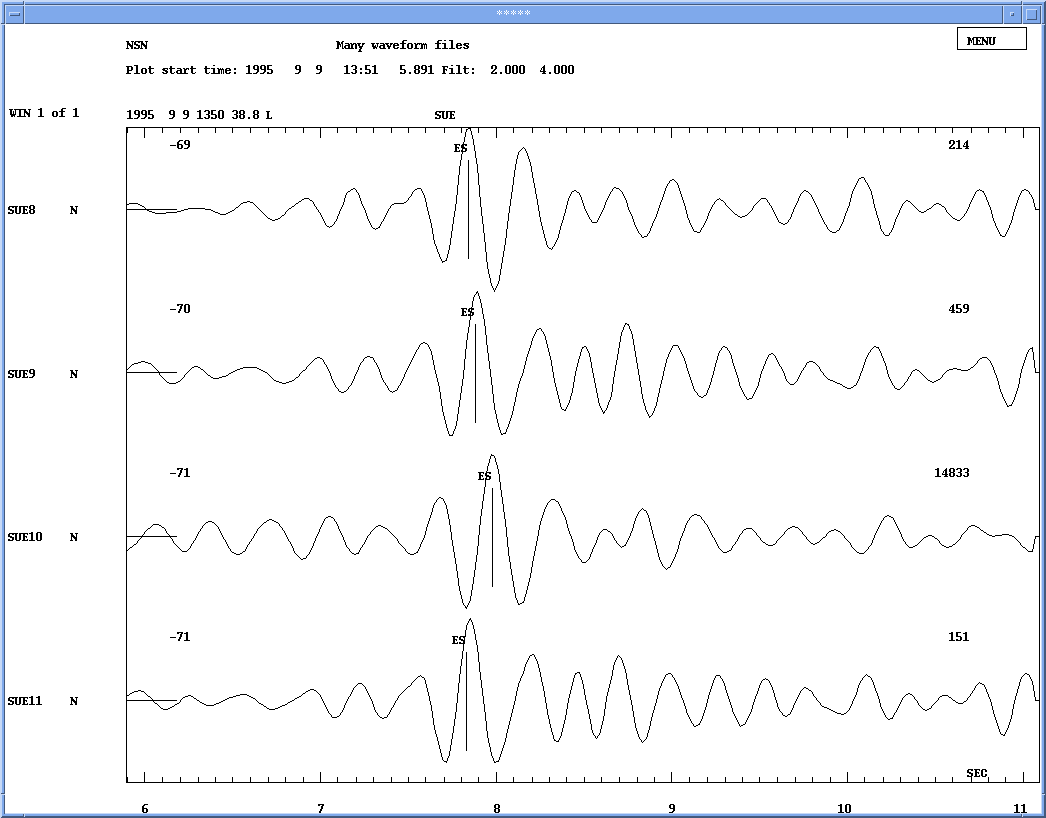 *****
NSN Many waveform files MENU
Plot start time: 1995 9 9 13:51 5.891 Filt: 2.000 4.000
WIN 1 of 1 1995 9 9 1350 38.8 L SUE
-69 ES 214
SUE8 N
-70 ES 459
SUE9 N
-71 ES 14833
SUE10 N
-71 ES 151
SUE11 N
SEC
6 7 8 9 10 11